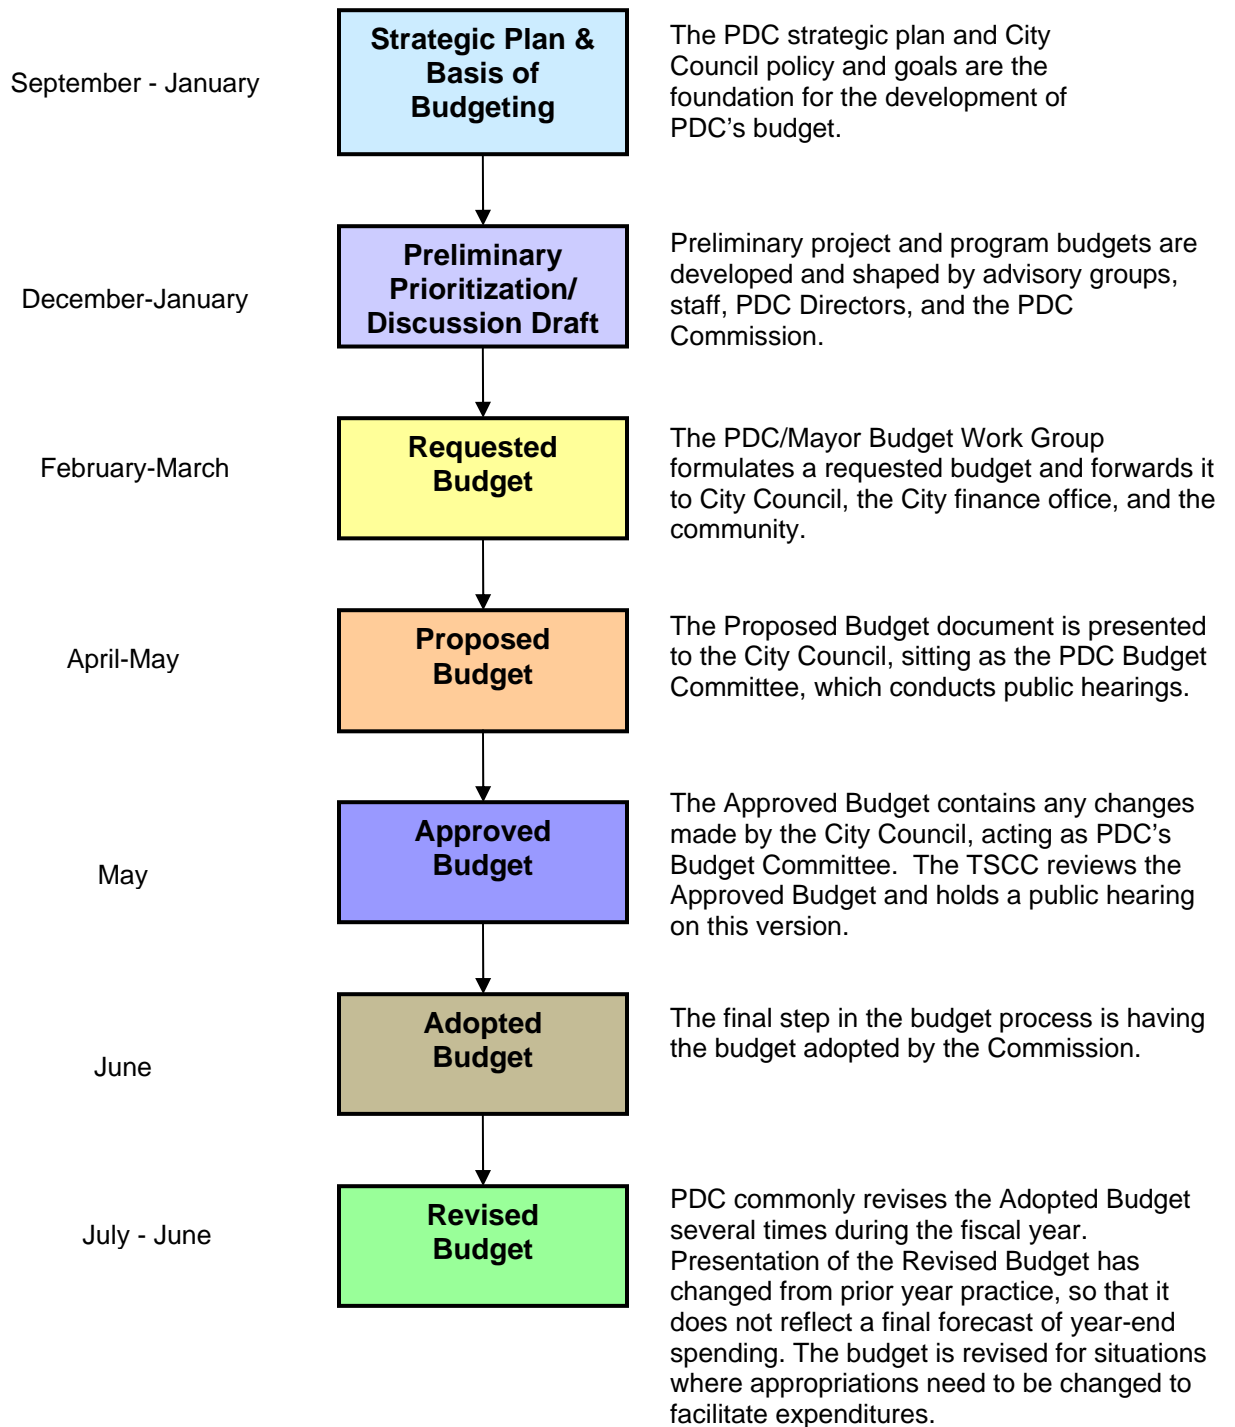 September - January
Strategic Plan &
Basis of
Budgeting
The PDC strategic plan and City
Council policy and goals are the
foundation for the development of
PDC’s budget.
December-January
Preliminary
Prioritization/
Discussion Draft
Preliminary project and program budgets are
developed and shaped by advisory groups,
staff, PDC Directors, and the PDC
Commission.
February-March
Requested
Budget
The PDC/Mayor Budget Work Group
formulates a requested budget and forwards it
to City Council, the City finance office, and the
community.
April-May
Proposed
Budget
The Proposed Budget document is presented
to the City Council, sitting as the PDC Budget
Committee, which conducts public hearings.
May
Approved
Budget
The Approved Budget contains any changes
made by the City Council, acting as PDC’s
Budget Committee.  The TSCC reviews the
Approved Budget and holds a public hearing
on this version.
June
Adopted
Budget
The final step in the budget process is having
the budget adopted by the Commission.
July - June
Revised
Budget
PDC commonly revises the Adopted Budget
several times during the fiscal year.
Presentation of the Revised Budget has
changed from prior year practice, so that it
does not reflect a final forecast of year-end
spending. The budget is revised for situations
where appropriations need to be changed to
facilitate expenditures.